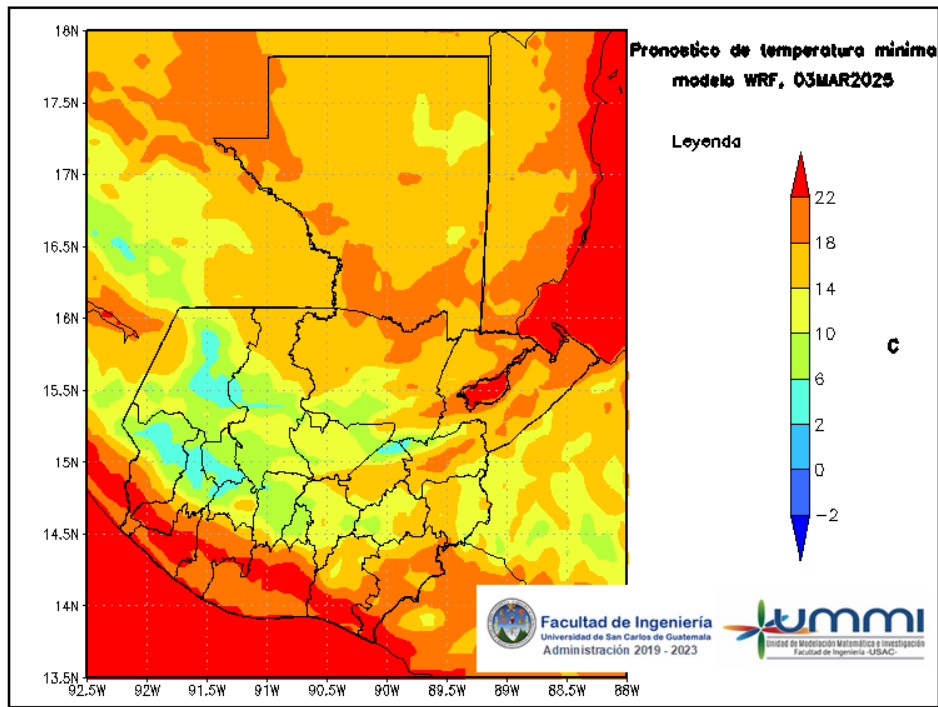 Pronostico de temperatura minima
modelo WRF, 03MAR2025
Leyenda
22
18
14
10
6
2
0
−2
C
18N
17.5N
17N
16.5N
16N
15.5N
15N
14.5N
14N
13.5N
92.5W 92W 91.5W 91W 90.5W 90W 89.5W 89W 88.5W 88W
Facultad de Ingeniería
Universidad de San Carlos de Guatemala
Administración 2019 - 2023
ummi
Unidad de Modelación Matemática e Investigación
Facultad de Ingeniería -USAC-